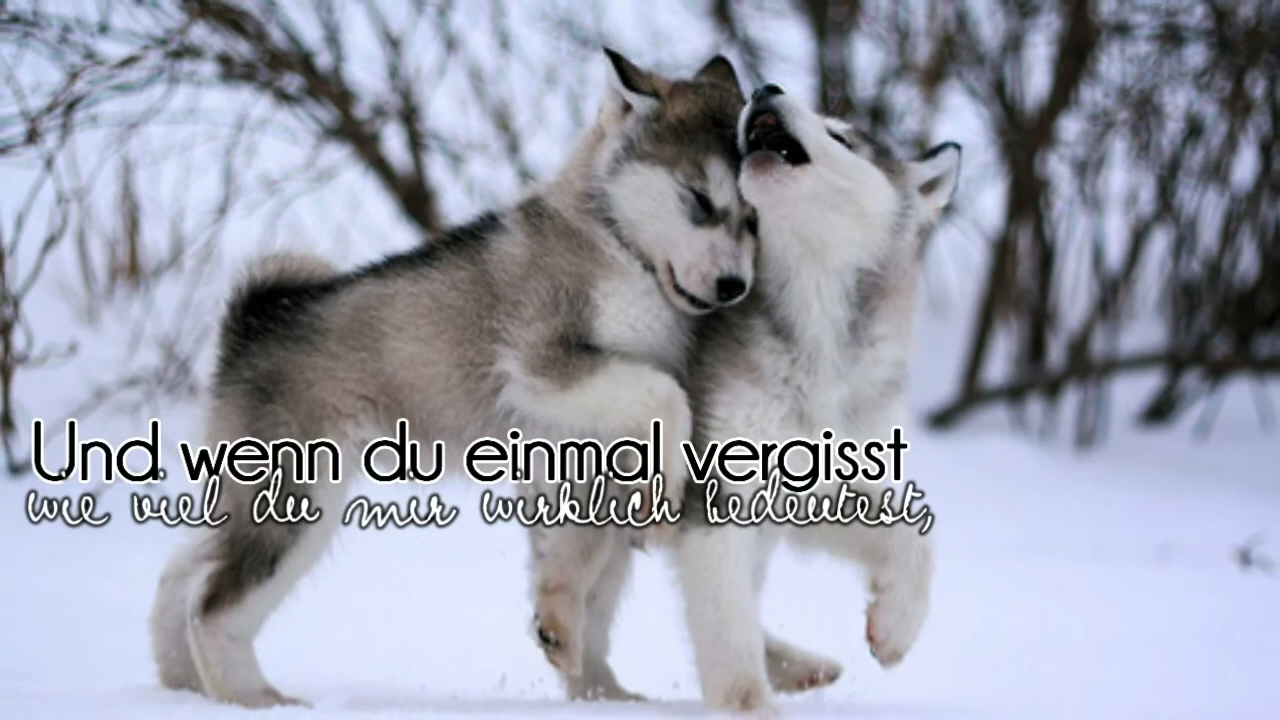 Und wenn du einmal vergisst
wie viel du mir wirklich bedeutest,